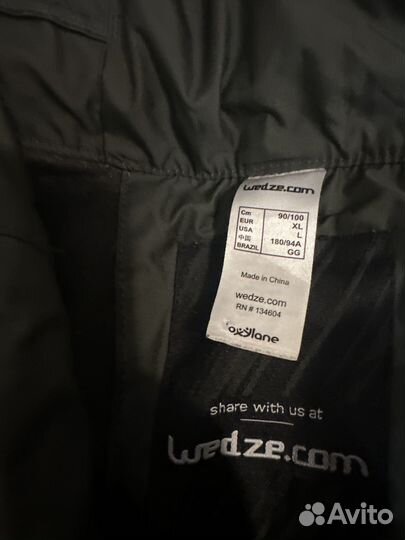 wedze.com
Cm 90/100
EUR XL
USA L
中国 180/94A
BRAZIL GG
Made in China
wedze.com
RN # 134604
oxylane
share with us at
wedze.com
Avito